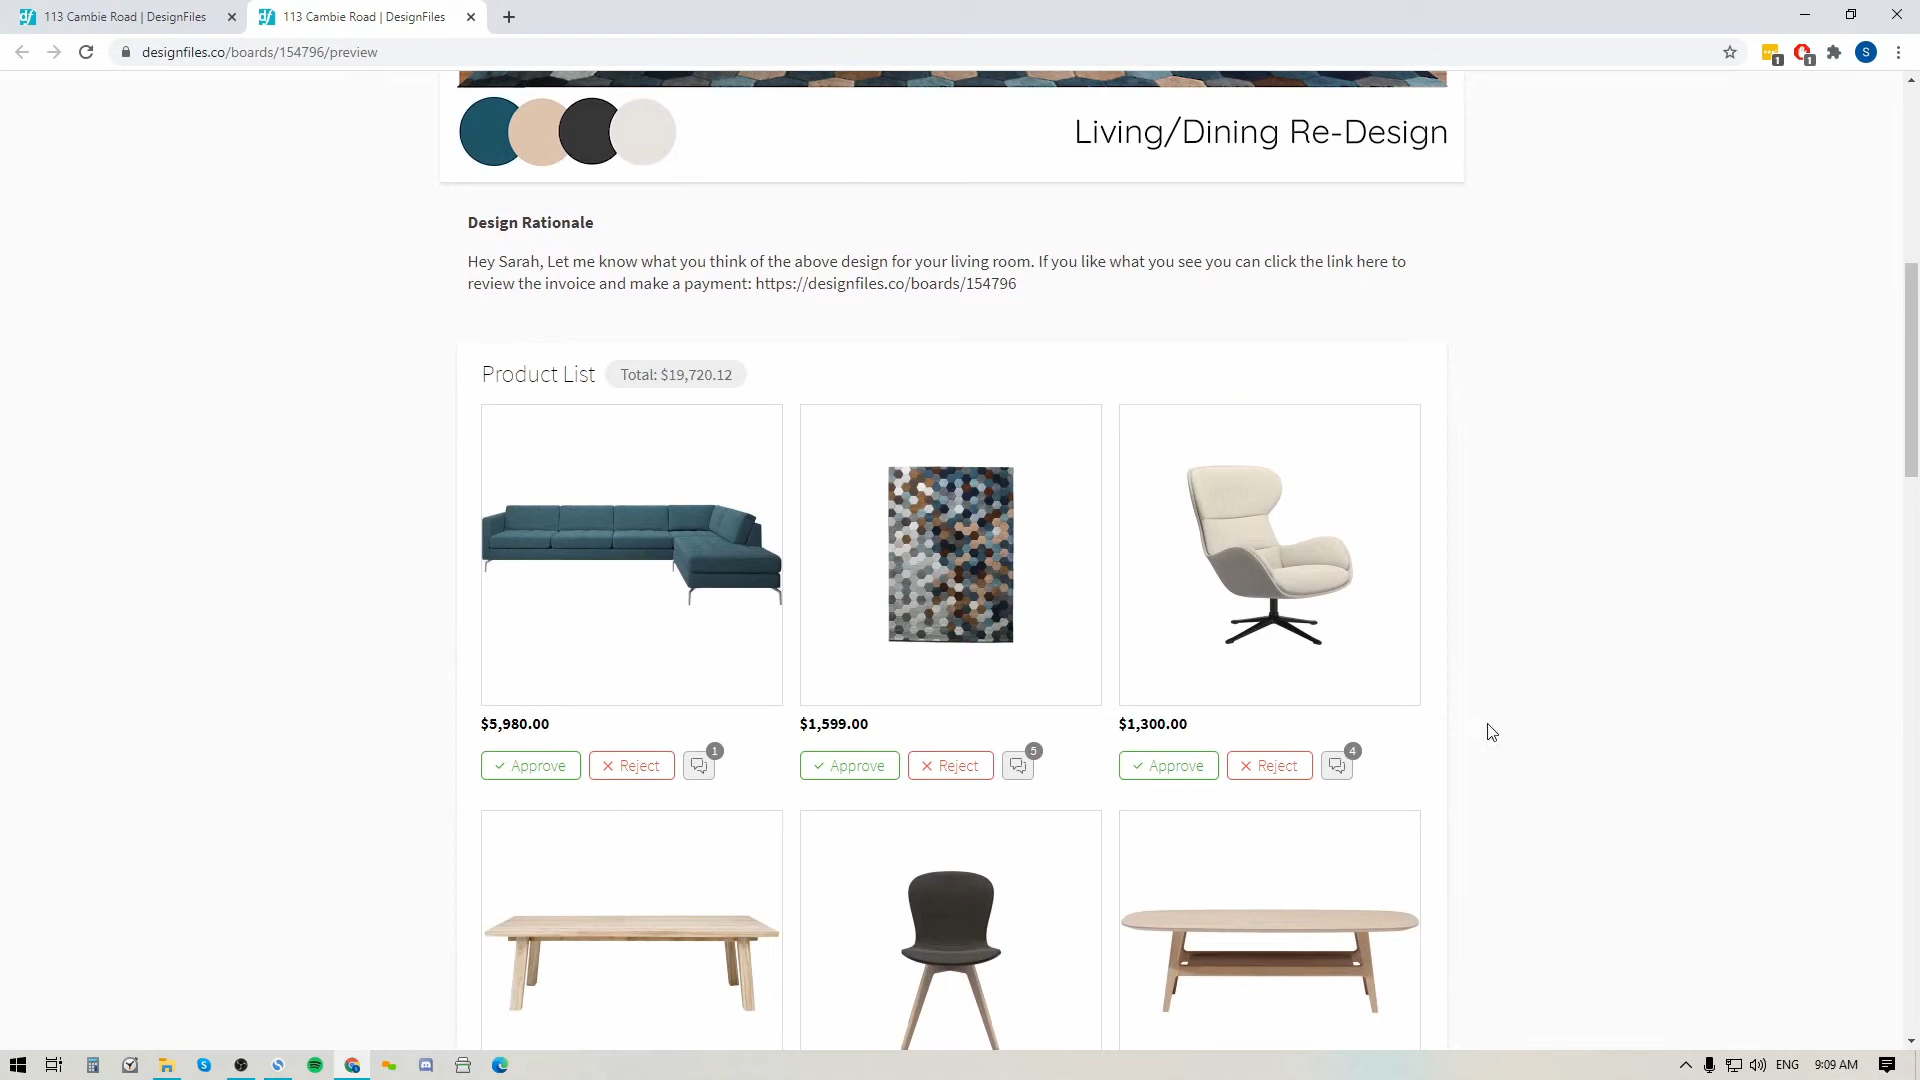 113 Cambie Road | DesignFiles
113 Cambie Road | DesignFiles
designfiles.co/boards/154796/preview
1
1
S
Living/Dining Re-Design
Design Rationale
Hey Sarah, Let me know what you think of the above design for your living room. If you like what you see you can click the link here to
review the invoice and make a payment: https://designfiles.co/boards/154796
Product List
Total: $19,720.12
$5,980.00
$1,599.00
$1,300.00
Approve
Reject
1
Approve
Reject
5
Approve
Reject
4
ENG
9:09 AM